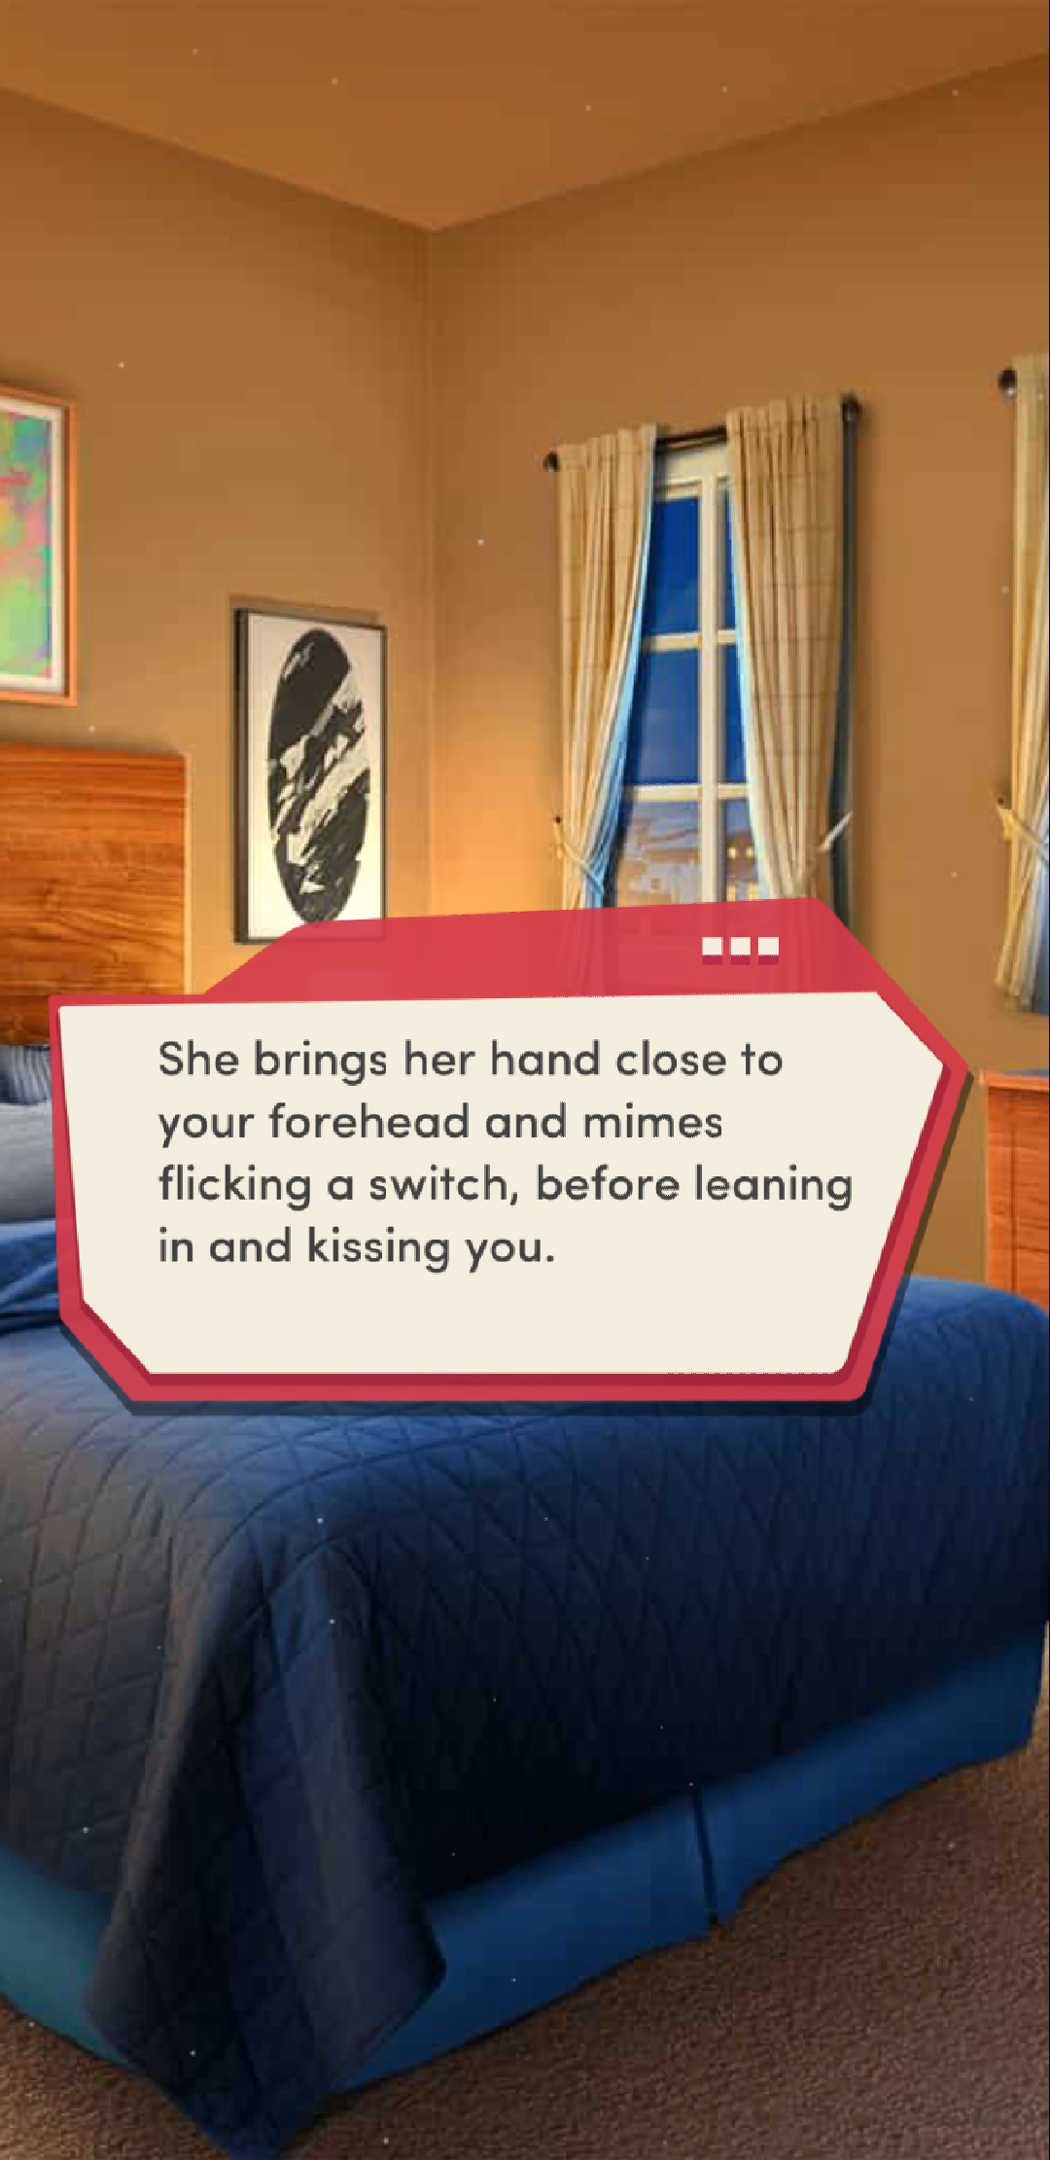 She brings her hand close to
your forehead and mimes
flicking a switch, before leaning
in and kissing you.